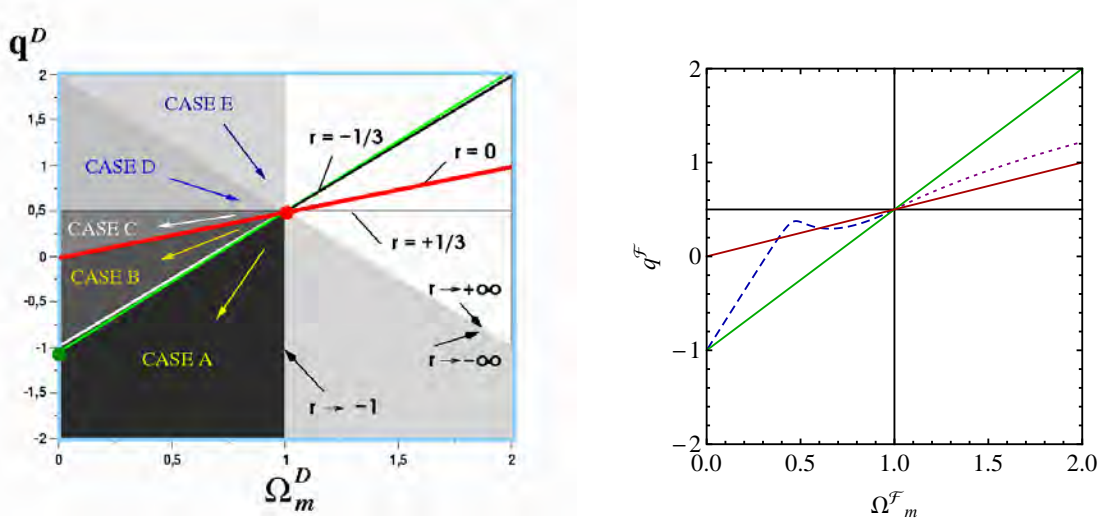 q^D
2
1,5
1
0,5
0
-0,5
-1
-1,5
-2
CASE E
CASE D
CASE C
CASE B
CASE A
r = −1/3
r = 0
r = +1/3
r → +∞
r → −∞
r → −1
0
0,5
1
1,5
2
Ω_m^D
q^ℱ
2
1
0
−1
−2
0.0
0.5
1.0
1.5
2.0
Ω^ℱ_m